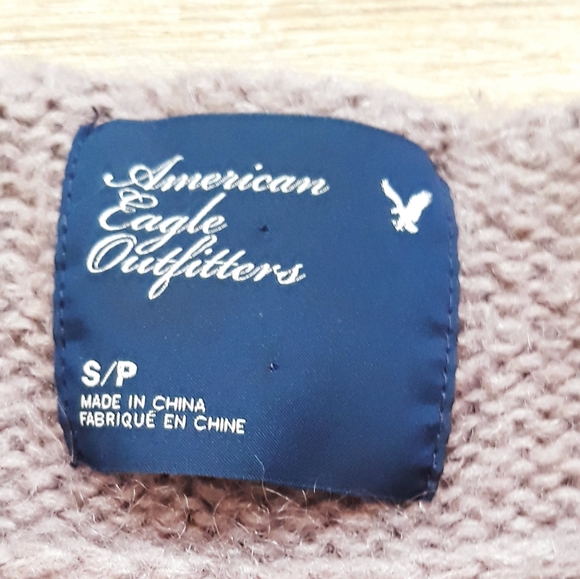 American
Eagle
Outfitters
S/P
MADE IN CHINA
FABRIQUÉ EN CHINE